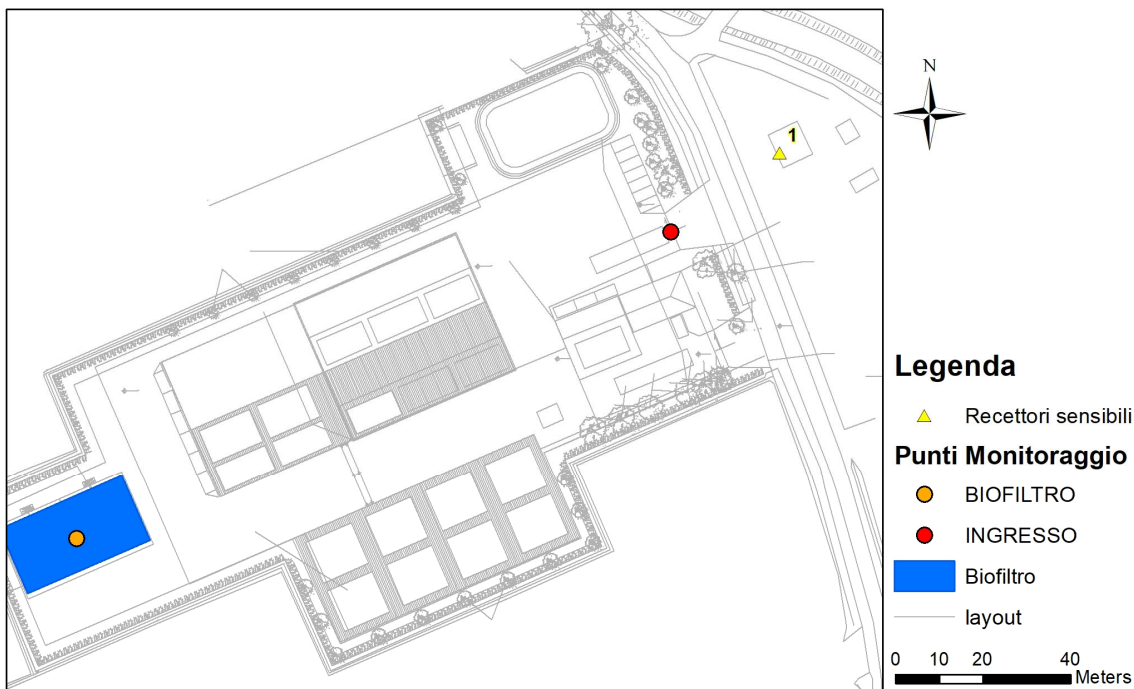 N
1
Legenda
Recettori sensibili
Punti Monitoraggio
BIOFILTRO
INGRESSO
Biofiltro
layout
0 10 20 40
Meters